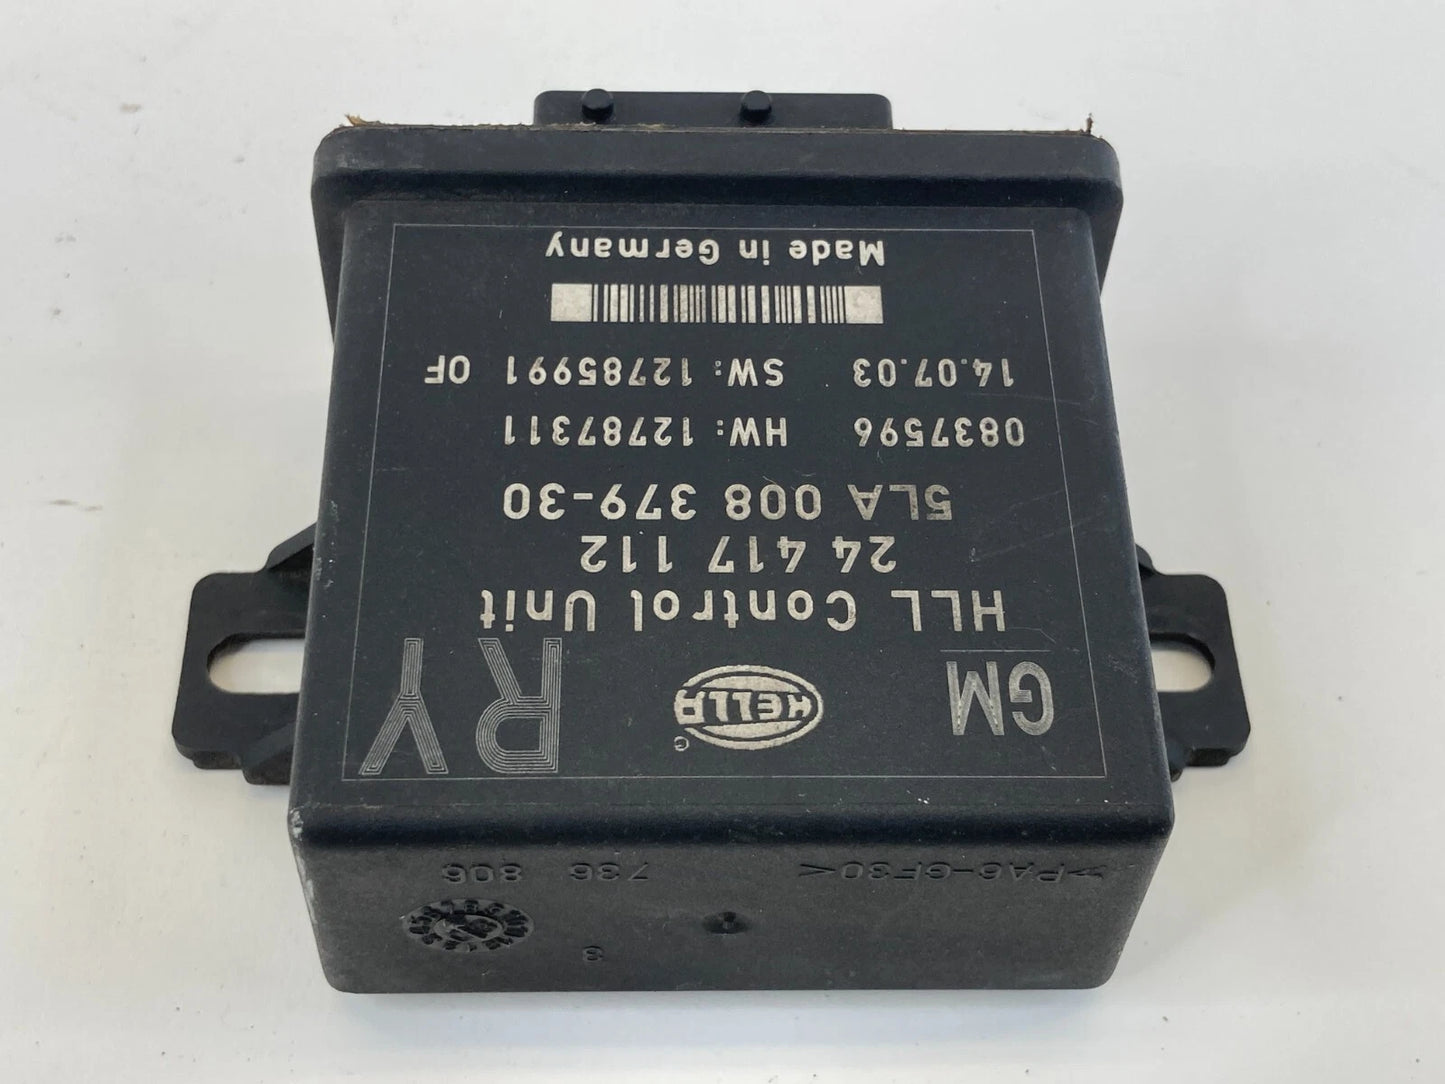 GM HELLA RY
HLL Control Unit
24 417 112
5LA 008 379-30
0837596 HW: 12787311
14.07.03 SW: 12785991 0F
Made in Germany
>PA6-GF30<
736 806
3